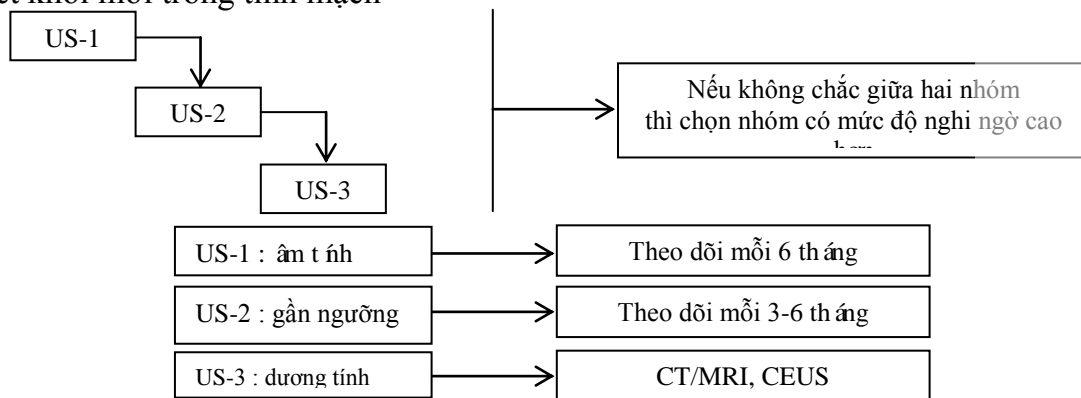 khối mới trong tĩnh mạch
US-1
US-2
US-3
Nếu không chắc giữa hai nhóm
thì chọn nhóm có mức độ nghi ngờ cao
hơn
US-1 : âm tính
Theo dõi mỗi 6 tháng
US-2 : gần ngưỡng
Theo dõi mỗi 3-6 tháng
US-3 : dương tính
CT/MRI, CEUS